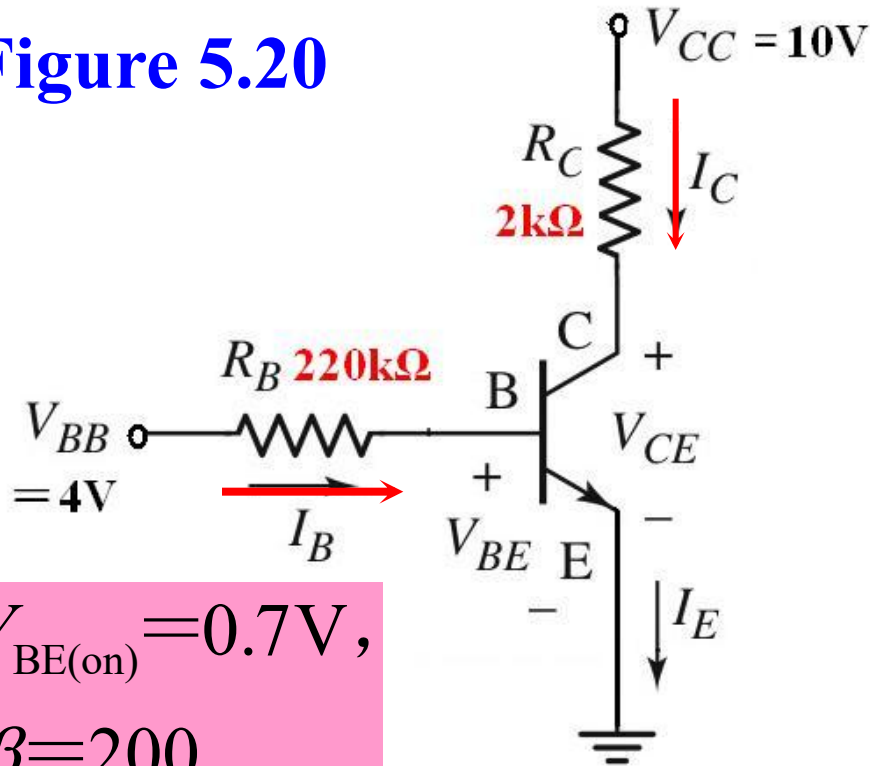 Figure 5.20
V_CC = 10V
R_C
I_C
2kΩ
C
+
R_B 220kΩ
B
V_BB
V_CE
= 4V
+
I_B
V_BE
E
−
−
V_BE(on)=0.7V,
I_E
β=200